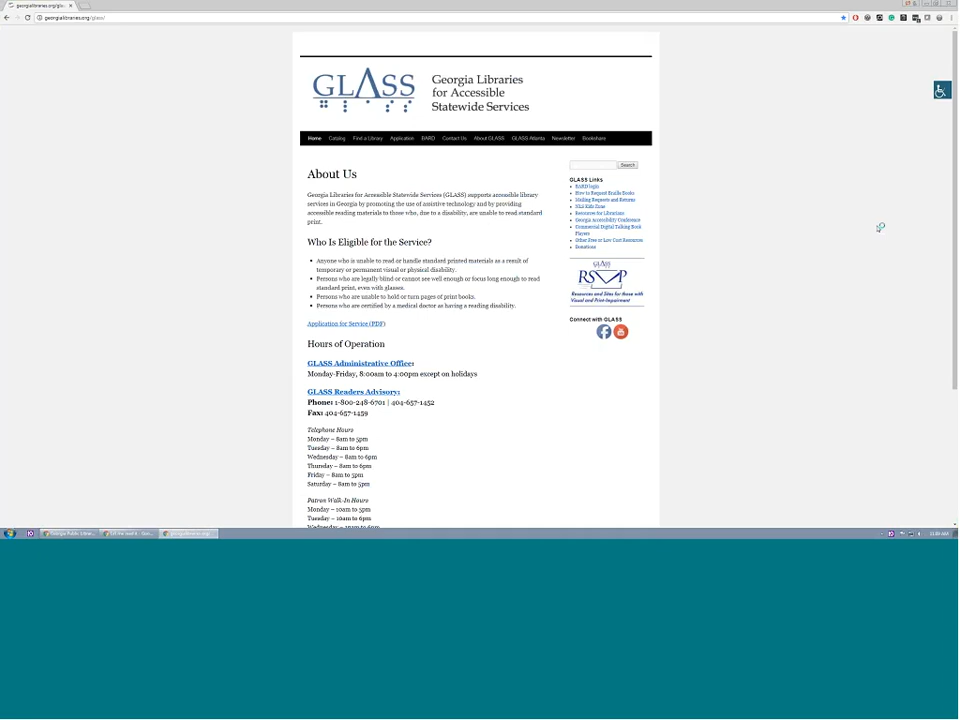 georgialibraries.org/glass/
GLASS
Georgia Libraries
for Accessible
Statewide Services
Home Catalog Find a Library Application BARD Contact Us About GLASS GLASS Atlanta Newsletter Bookshare
Search
About Us
Georgia Libraries for Accessible Statewide Services (GLASS) supports accessible library
services in Georgia by promoting the use of assistive technology and by providing
accessible reading materials to those who, due to a disability, are unable to read standard
print.
Who Is Eligible for the Service?
Anyone who is unable to read or handle standard printed materials as a result of
temporary or permanent visual or physical disability.
Persons who are legally blind or cannot see well enough or focus long enough to read
standard print, even with glasses.
Persons who are unable to hold or turn pages of print books.
Persons who are certified by a medical doctor as having a reading disability.
Application for Service (PDF)
Hours of Operation
GLASS Administrative Office:
Monday-Friday, 8:00am to 4:00pm except on holidays
GLASS Readers Advisory:
Phone: 1-800-248-6701 | 404-657-1452
Fax: 404-657-1459
Telephone Hours
Monday – 8am to 5pm
Tuesday – 8am to 6pm
Wednesday – 8am to 6pm
Thursday – 8am to 6pm
Friday – 8am to 5pm
Saturday – 8am to 5pm
Patron Walk-In Hours
Monday – 10am to 5pm
Tuesday – 10am to 6pm
GLASS Links
BARD login
How to Request Braille Books
Mailing Requests and Returns
NLS Kids Zone
Resources for Librarians
Georgia Accessibility Conference
Commercial Digital Talking Book
Players
Other Free or Low Cost Resources
Donations
GLASS
RSVP
Resources and Sites for those with
Visual and Print-Impairment
Connect with GLASS